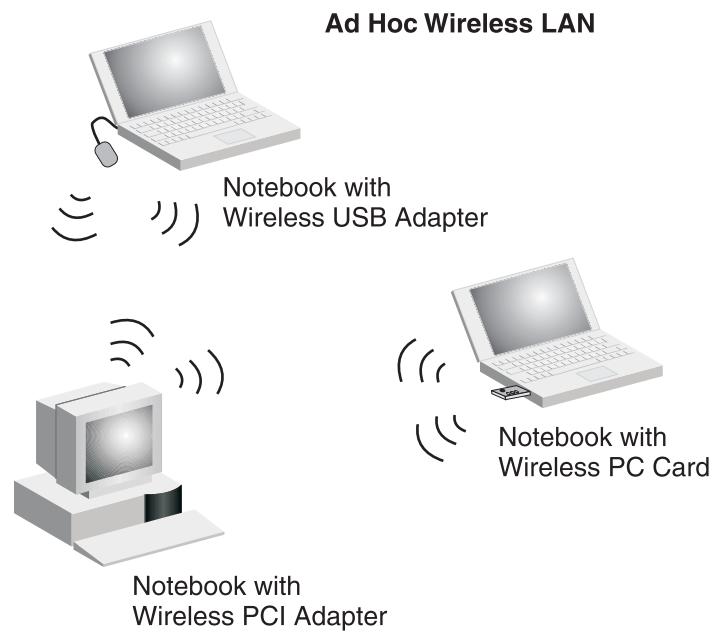 Ad Hoc Wireless LAN
Notebook with
Wireless USB Adapter
Notebook with
Wireless PC Card
Notebook with
Wireless PCI Adapter